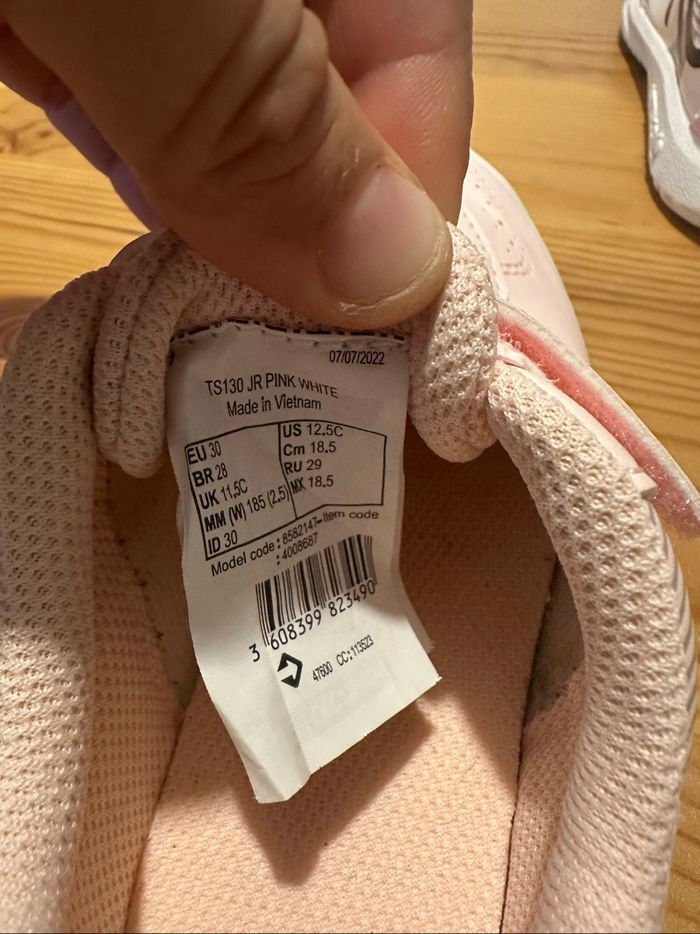 07/07/2022
TS130 JR PINK WHITE
Made in Vietnam
EU 30
BR 28
UK 11,5C
MM (W) 185 (2.5)
ID 30
US 12.5C
Cm 18.5
RU 29
MX 18.5
Model code : 8582147-Item code
: 4008687
3 608399 823490
47600 CC:113523